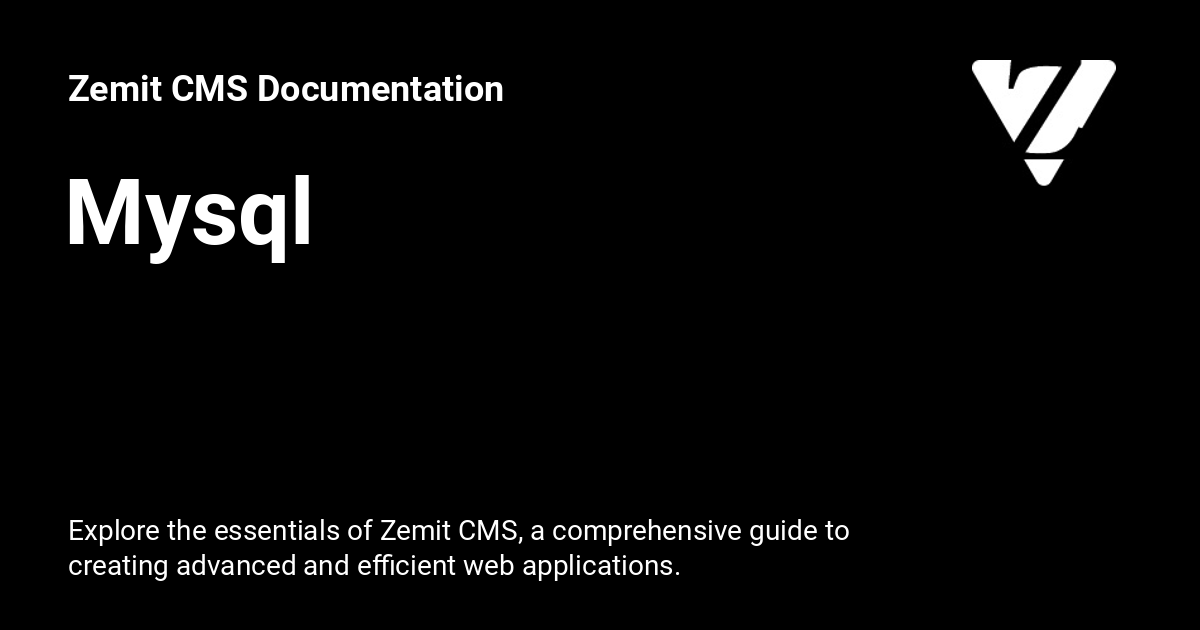 Zemit CMS Documentation
Mysql
Explore the essentials of Zemit CMS, a comprehensive guide to
creating advanced and efficient web applications.